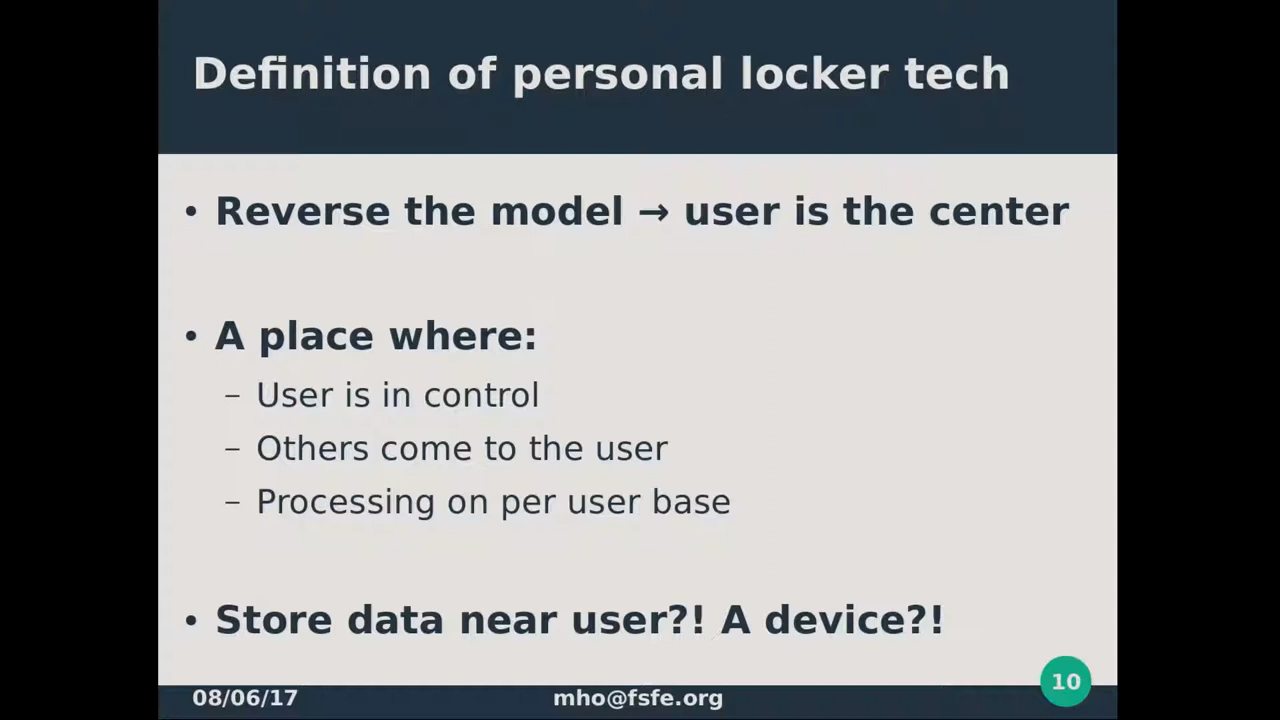 Definition of personal locker tech
• Reverse the model → user is the center
• A place where:
– User is in control
– Others come to the user
– Processing on per user base
• Store data near user?! A device?!
08/06/17
mho@fsfe.org
10